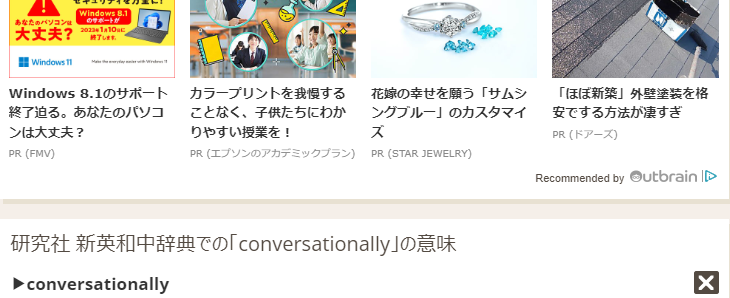 セキュリティを万全に!
あなたのパソコンは
大丈夫？
Windows 8.1
のサポートが
2023年1月10日に
終了します。
Windows 11
Make the everyday easier with Windows 11
Windows 8.1のサポート
終了迫る。あなたのパソコ
ンは大丈夫？
PR (FMV)
カラープリントを我慢する
ことなく、子供たちにわか
りやすい授業を！
PR (エプソンのアカデミックプラン)
花嫁の幸せを願う「サムシ
ングブルー」のカスタマイ
ズ
PR (STAR JEWELRY)
「ほぼ新築」外壁塗装を格
安でする方法が凄すぎ
PR (ドアーズ)
Recommended by Outbrain
研究社 新英和中辞典での「conversationally」の意味
▶conversationally